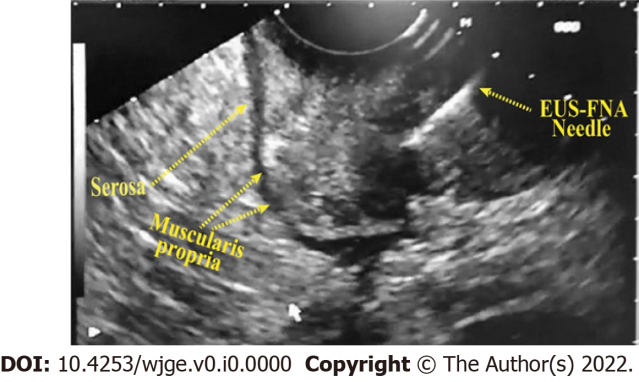 EUS-FNA
Needle
Serosa
Muscularis
propria
DOI: 10.4253/wjge.v0.i0.0000 Copyright © The Author(s) 2022.